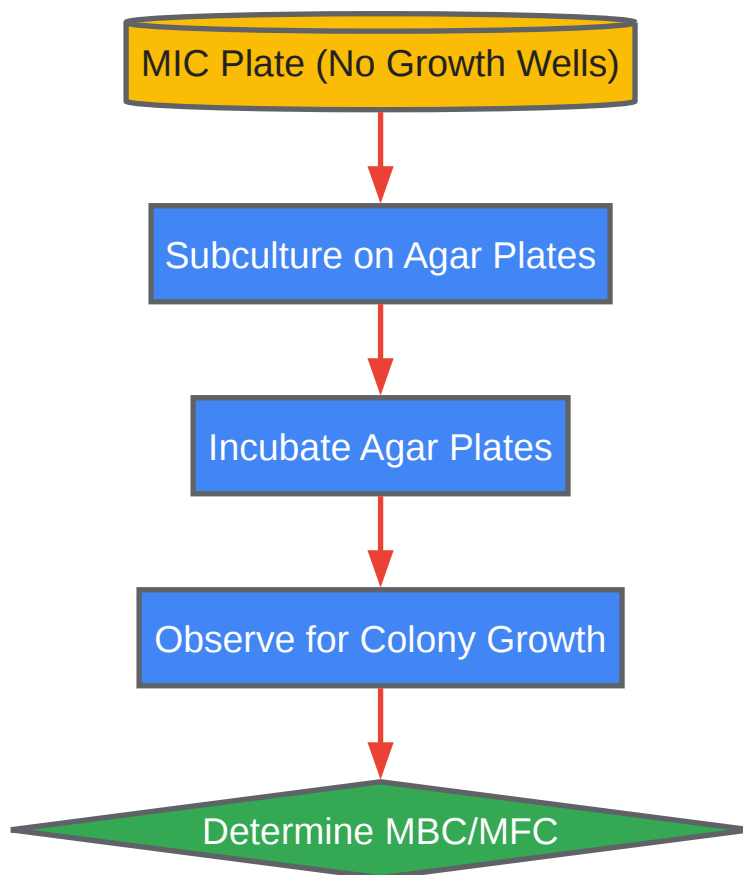 MIC Plate (No Growth Wells)
Subculture on Agar Plates
Incubate Agar Plates
Observe for Colony Growth
Determine MBC/MFC